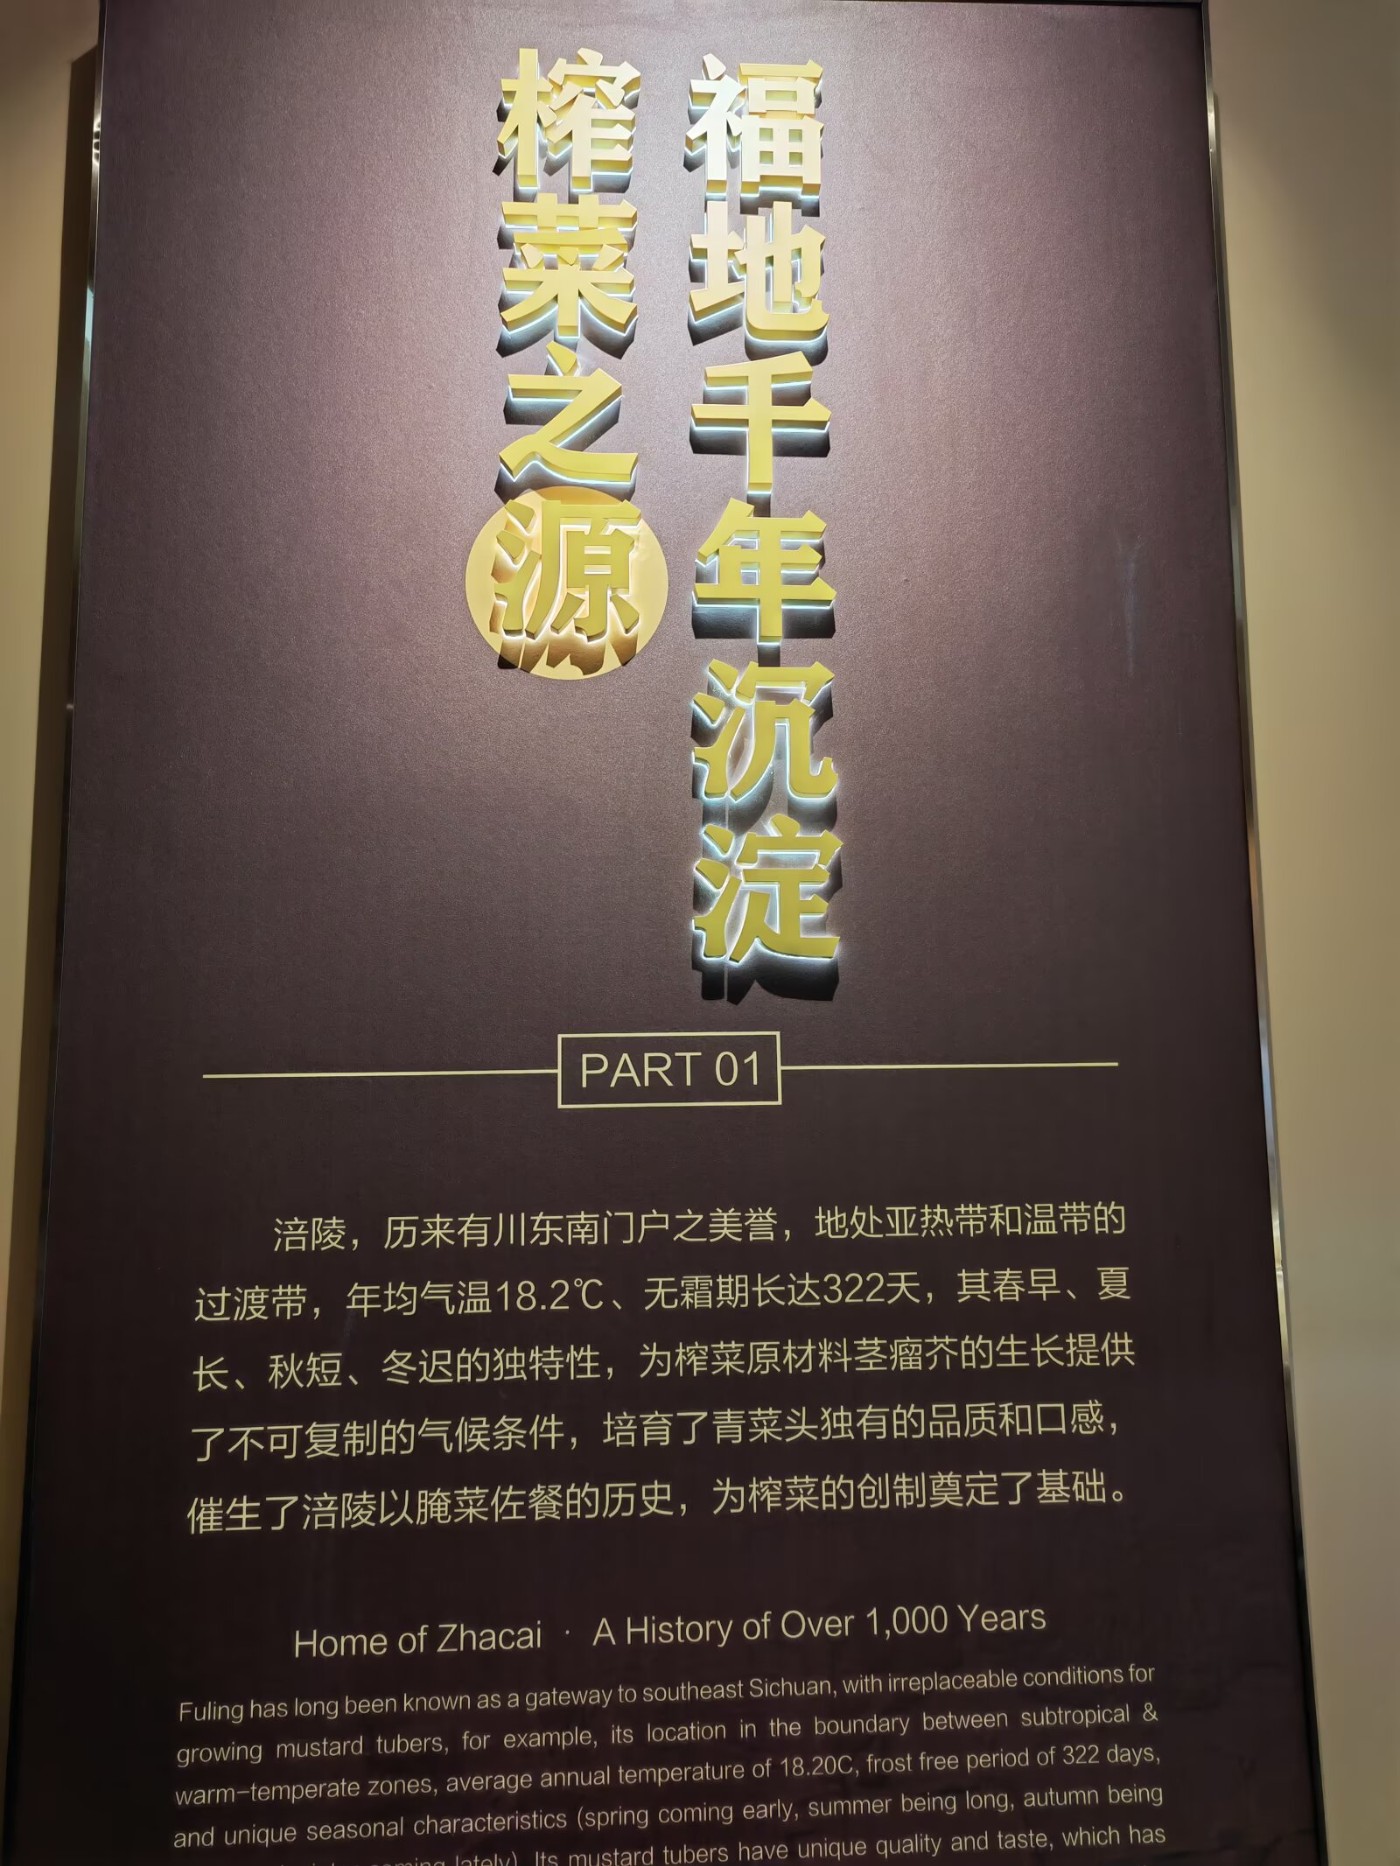 福地千年沉淀
榨菜之源
PART 01
涪陵，历来有川东南门户之美誉，地处亚热带和温带的
过渡带，年均气温18.2℃、无霜期长达322天，其春早、夏
长、秋短、冬迟的独特性，为榨菜原材料茎瘤芥的生长提供
了不可复制的气候条件，培育了青菜头独有的品质和口感，
催生了涪陵以腌菜佐餐的历史，为榨菜的创制奠定了基础。
Home of Zhacai · A History of Over 1,000 Years
Fuling has long been known as a gateway to southeast Sichuan, with irreplaceable conditions for
growing mustard tubers, for example, its location in the boundary between subtropical &
warm-temperate zones, average annual temperature of 18.20C, frost free period of 322 days,
and unique seasonal characteristics (spring coming early, summer being long, autumn being
coming lately). Its mustard tubers have unique quality and taste, which has